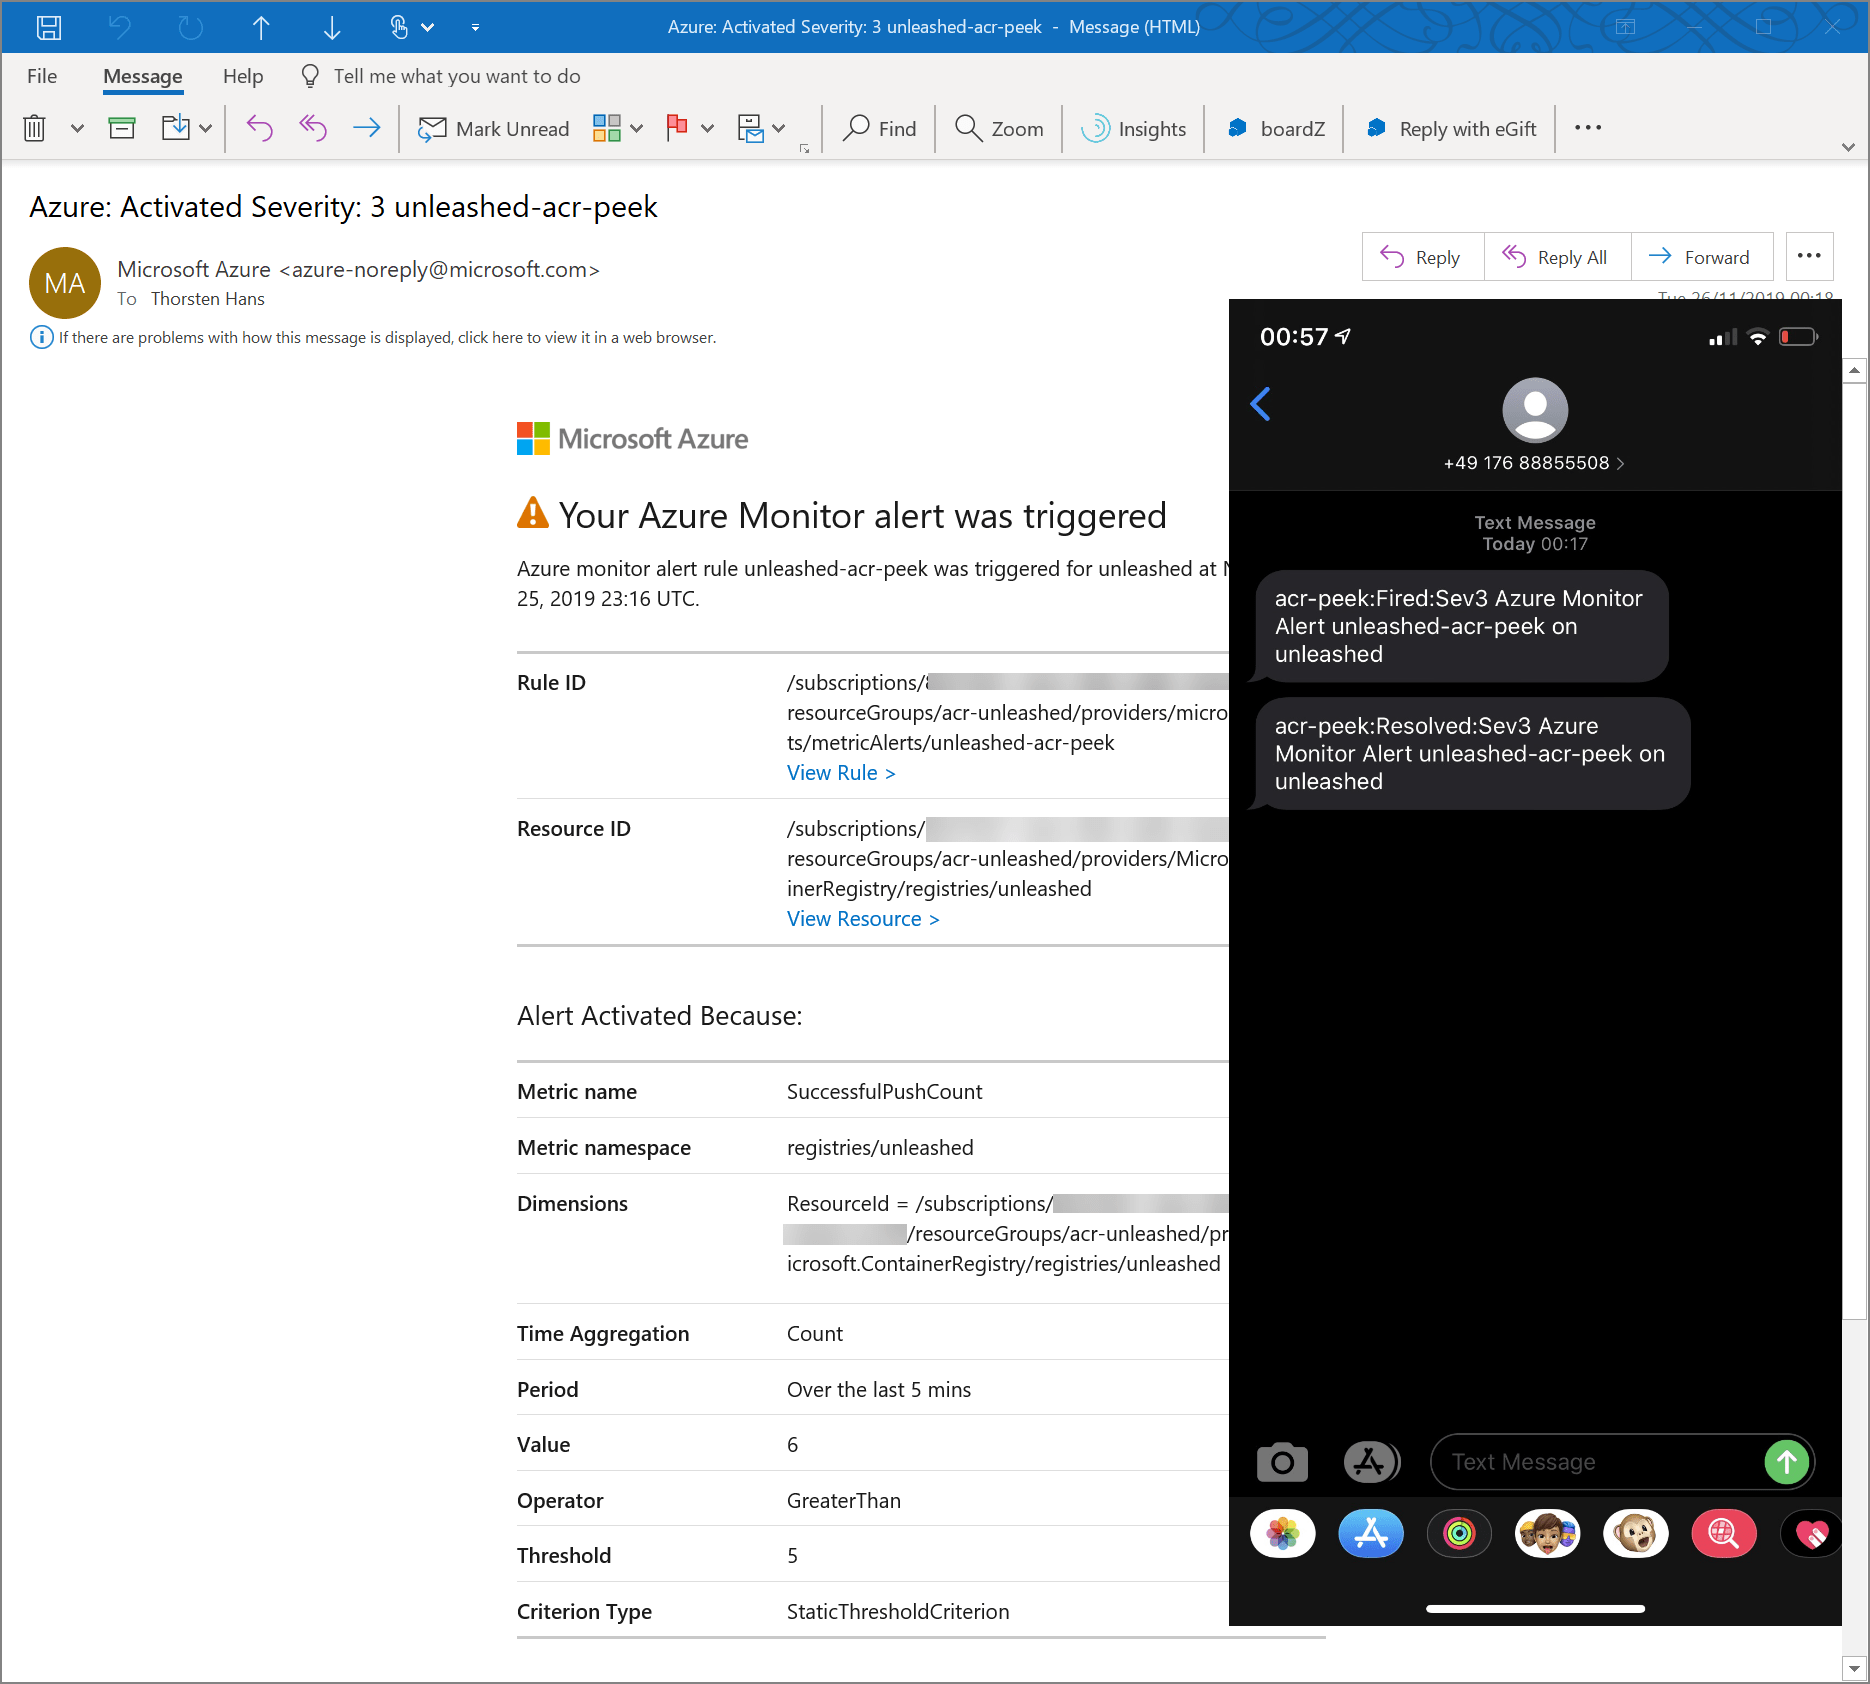 Azure: Activated Severity: 3 unleashed-acr-peek - Message (HTML)
File Message Help Tell me what you want to do
Mark Unread Find Zoom Insights boardZ Reply with eGift
Azure: Activated Severity: 3 unleashed-acr-peek
MA
Microsoft Azure <azure-noreply@microsoft.com>
To Thorsten Hans
Reply Reply All Forward
Tue 26/11/2019 00:18
If there are problems with how this message is displayed, click here to view it in a web browser.
Microsoft Azure
Your Azure Monitor alert was triggered
Azure monitor alert rule unleashed-acr-peek was triggered for unleashed at
25, 2019 23:16 UTC.
Rule ID
/subscriptions/
resourceGroups/acr-unleashed/providers/micro
ts/metricAlerts/unleashed-acr-peek
View Rule >
Resource ID
/subscriptions/
resourceGroups/acr-unleashed/providers/Micro
inerRegistry/registries/unleashed
View Resource >
Alert Activated Because:
Metric name SuccessfulPushCount
Metric namespace registries/unleashed
Dimensions ResourceId = /subscriptions/
/resourceGroups/acr-unleashed/pr
icrosoft.ContainerRegistry/registries/unleashed
Time Aggregation Count
Period Over the last 5 mins
Value 6
Operator GreaterThan
Threshold 5
Criterion Type StaticThresholdCriterion
00:57
+49 176 88855508
Text Message
Today 00:17
acr-peek:Fired:Sev3 Azure Monitor
Alert unleashed-acr-peek on
unleashed
acr-peek:Resolved:Sev3 Azure
Monitor Alert unleashed-acr-peek on
unleashed
Text Message